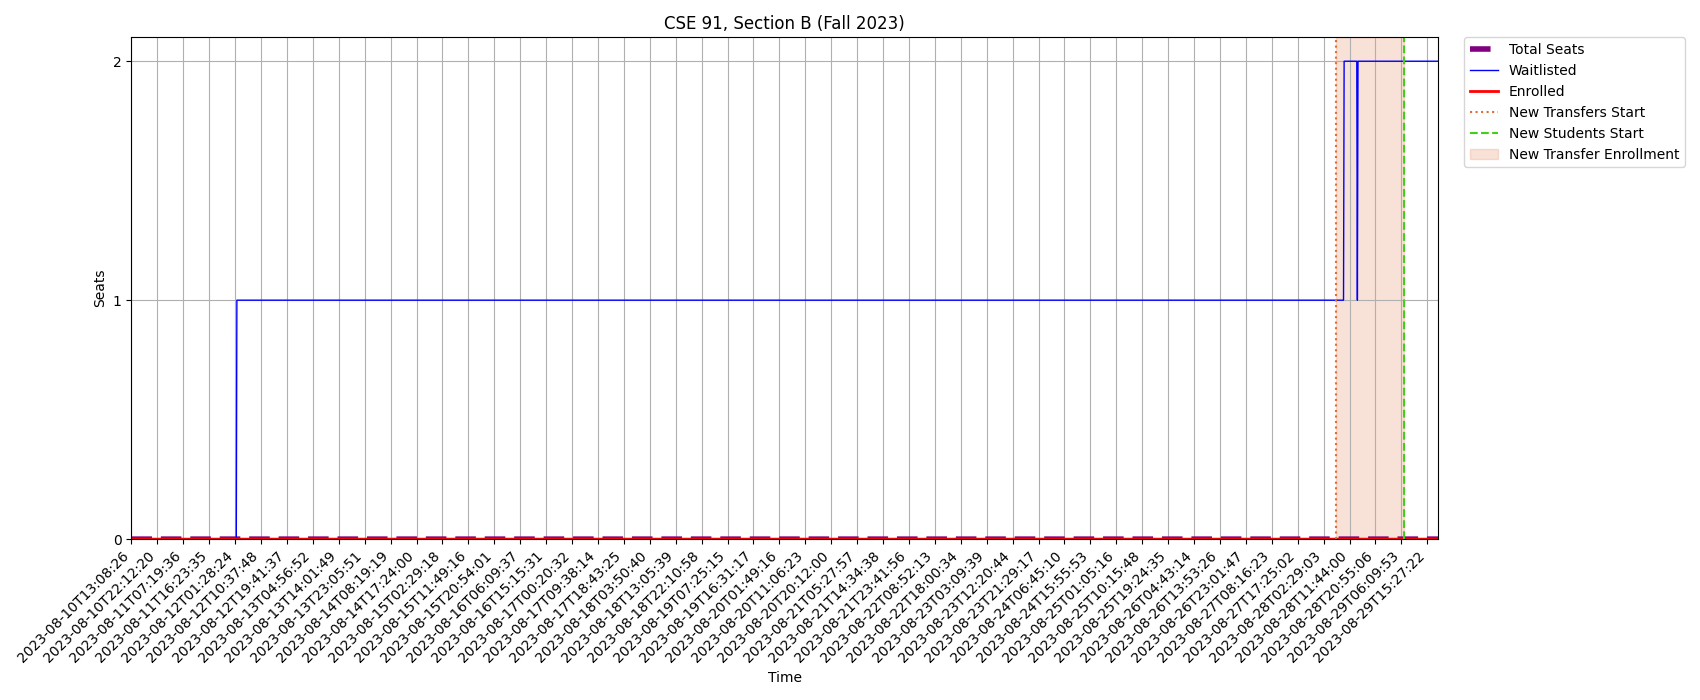 CSE 91, Section B (Fall 2023)
Total Seats
Waitlisted
Enrolled
New Transfers Start
New Students Start
New Transfer Enrollment
Seats
2
1
0
2023-08-10T13:08:26
2023-08-10T22:12:20
2023-08-11T07:19:36
2023-08-11T16:23:35
2023-08-12T01:28:24
2023-08-12T10:37:48
2023-08-12T19:41:37
2023-08-13T04:56:52
2023-08-13T14:01:49
2023-08-13T23:05:51
2023-08-14T08:19:19
2023-08-14T17:24:00
2023-08-15T02:29:18
2023-08-15T11:49:16
2023-08-15T20:54:01
2023-08-16T06:09:37
2023-08-16T15:15:31
2023-08-17T00:20:32
2023-08-17T09:38:14
2023-08-17T18:43:25
2023-08-18T03:50:40
2023-08-18T13:05:39
2023-08-18T22:10:58
2023-08-19T07:25:15
2023-08-19T16:31:17
2023-08-20T01:49:16
2023-08-20T11:06:23
2023-08-20T20:12:00
2023-08-21T05:27:57
2023-08-21T14:34:38
2023-08-21T23:41:56
2023-08-22T08:52:13
2023-08-22T18:00:34
2023-08-23T03:09:39
2023-08-23T12:20:44
2023-08-23T21:29:17
2023-08-24T06:45:10
2023-08-24T15:55:53
2023-08-25T01:05:16
2023-08-25T10:15:48
2023-08-25T19:24:35
2023-08-26T04:43:14
2023-08-26T13:53:26
2023-08-26T23:01:47
2023-08-27T08:16:23
2023-08-27T17:25:02
2023-08-28T02:29:03
2023-08-28T11:44:00
2023-08-28T20:55:06
2023-08-29T06:09:53
2023-08-29T15:27:22
Time